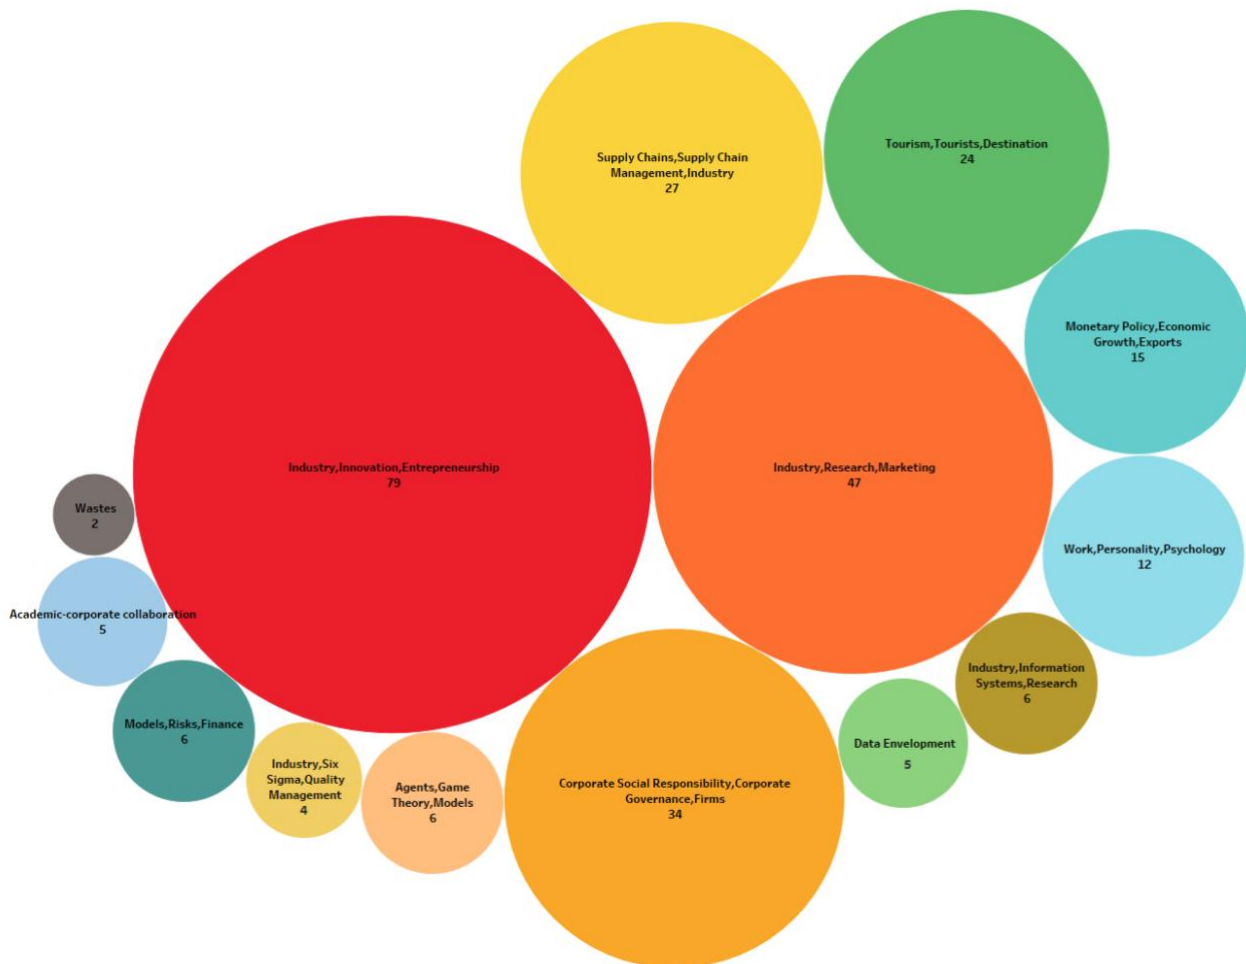 Tourism,Tourists,Destination
24
Supply Chains,Supply Chain
Management,Industry
27
Monetary Policy,Economic
Growth,Exports
15
Industry,Innovation,Entrepreneurship
79
Industry,Research,Marketing
47
Wastes
2
Work,Personality,Psychology
12
Academic-corporate collaboration
5
Industry,Information
Systems,Research
6
Models,Risks,Finance
6
Data Envelopment
5
Industry,Six
Sigma,Quality
Management
4
Agents,Game
Theory,Models
6
Corporate Social Responsibility,Corporate
Governance,Firms
34